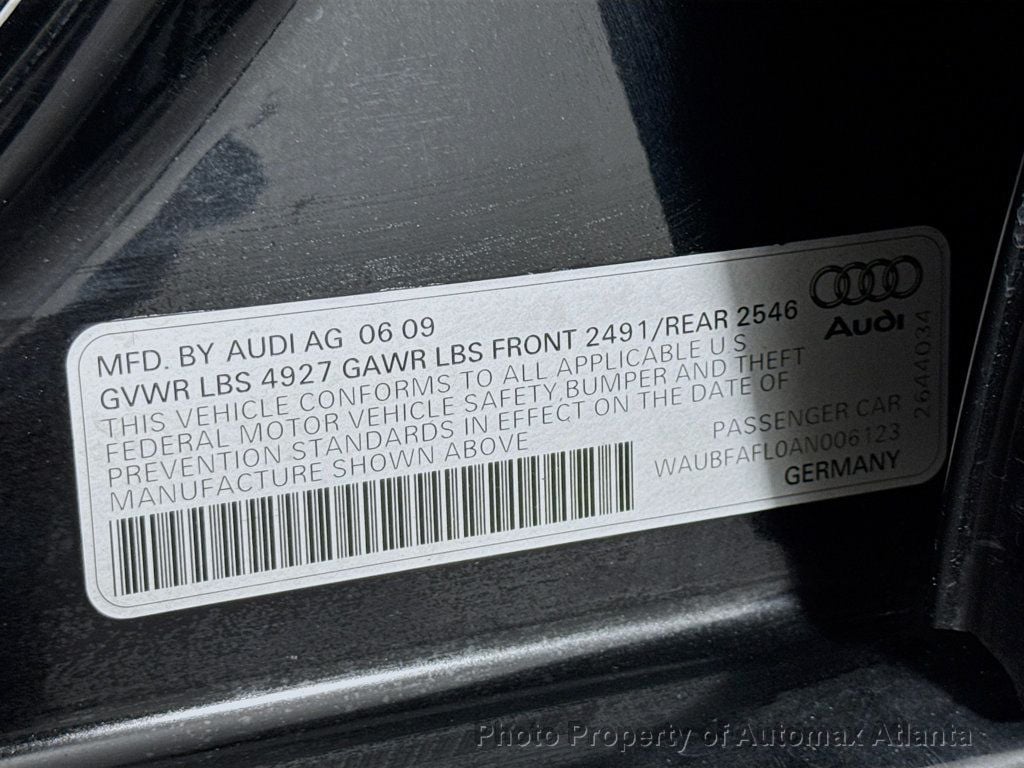 MFD. BY AUDI AG 06 09
GVWR LBS 4927 GAWR LBS FRONT 2491/REAR 2546
THIS VEHICLE CONFORMS TO ALL APPLICABLE U S
FEDERAL MOTOR VEHICLE SAFETY, BUMPER AND THEFT
PREVENTION STANDARDS IN EFFECT ON THE DATE OF
MANUFACTURE SHOWN ABOVE
Audi
PASSENGER CAR
WAUBFAFL0AN006123
GERMANY
26444034
Photo Property of Automax Atlanta